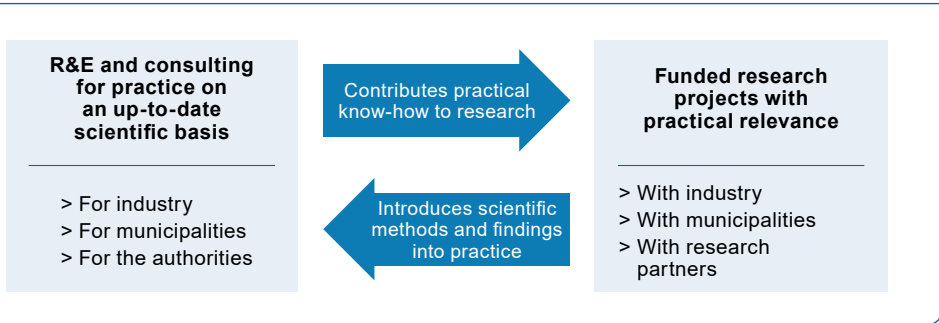 R&E and consulting
for practice on
an up-to-date
scientific basis
> For industry
> For municipalities
> For the authorities
Contributes practical
know-how to research
Introduces scientific
methods and findings
into practice
Funded research
projects with
practical relevance
> With industry
> With municipalities
> With research
partners